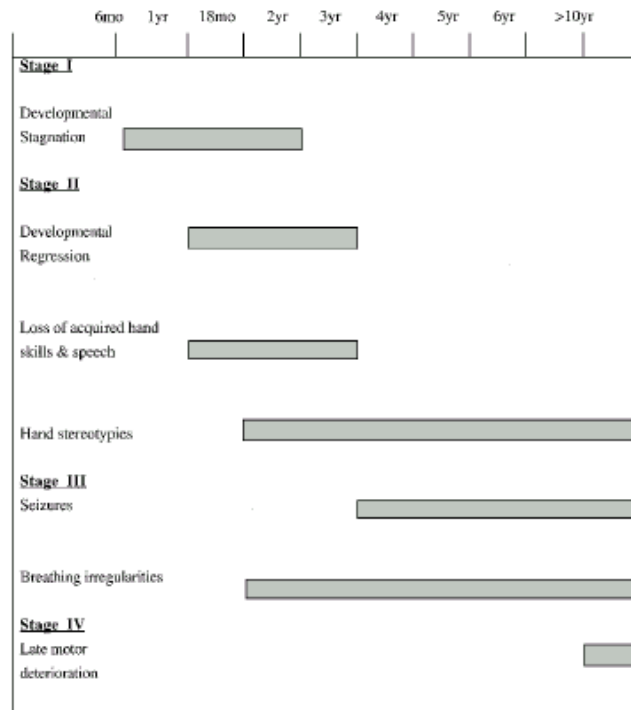 6mo 1yr 18mo 2yr 3yr 4yr 5yr 6yr >10yr
Stage I
Developmental
Stagnation
Stage II
Developmental
Regression
Loss of acquired hand
skills & speech
Hand stereotypies
Stage III
Seizures
Breathing irregularities
Stage IV
Late motor
deterioration